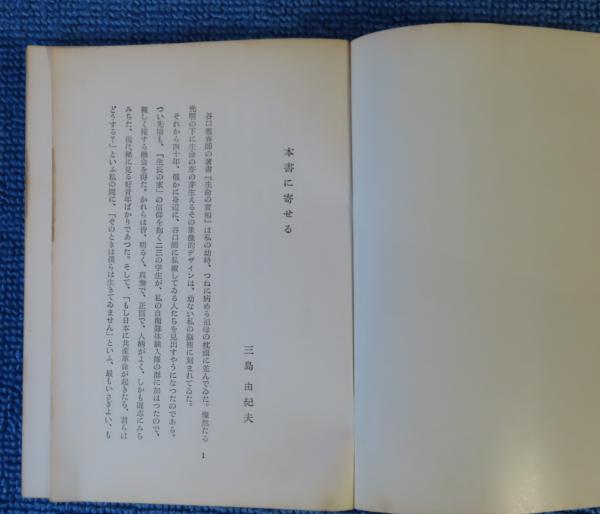 本書に寄せる
三島由紀夫
谷口雅春師の著書『生命の實相』は私の幼時、つねに病める祖母の枕頭に並んでゐた。燦然たる
光明の下に生命の芽の芽生えるその象徴的デザインは、幼ない私の脳裡に刻まれてゐた。
それから四十年、俄かに身辺に、谷口師に私淑してゐる人たちを見出すやうになつたのである。
つい先頃も、「生長の家」の信仰を抱く二三の学生が、私の自衛隊体験入隊の群に加はつたので、
親しく接する機会を得た。かれらは皆、明るく、真摯で、正直で、人柄がよく、しかも闘志にみち
みちた、現代稀に見る好青年ばかりであつた。そして、「もし日本に共産革命が起きたら、君らは
どうする?」といふ私の問に、「そのときは僕らは生きてゐません」といふ、最もいさぎよい、も
1